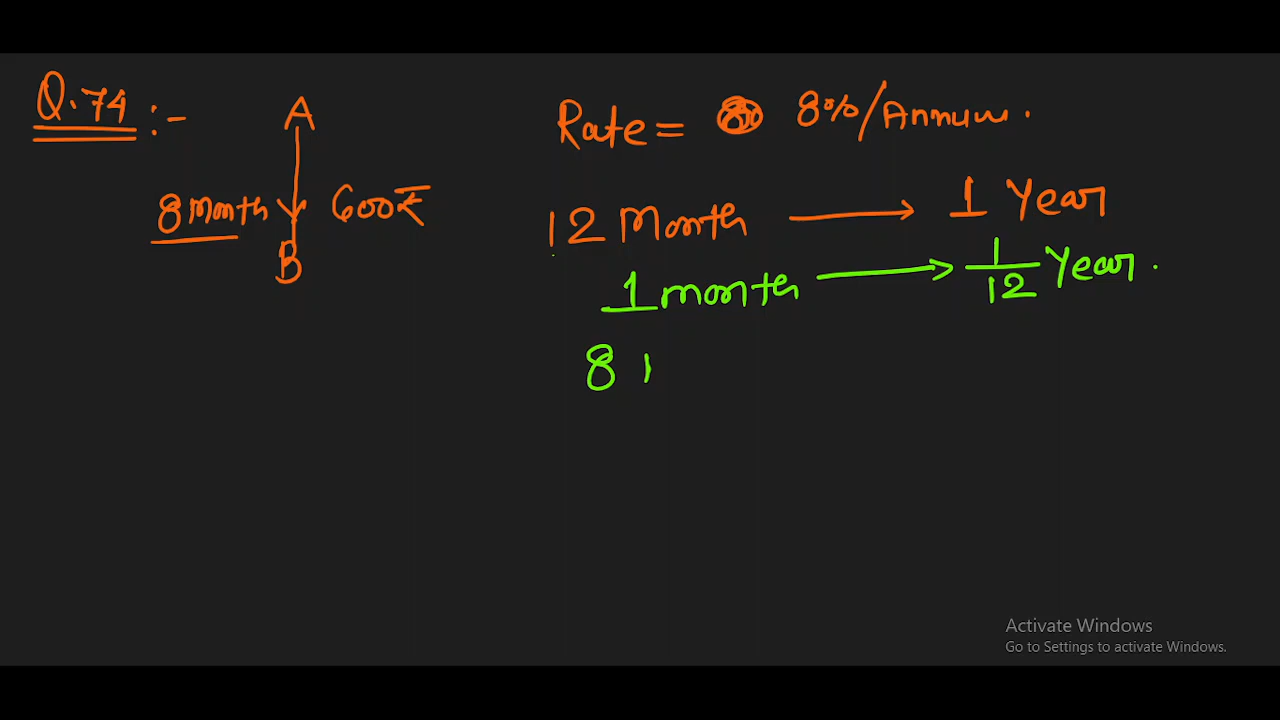 Q.74 :-
A
8 month 600₹
B
Rate = 8%/Annum.
12 Month → 1 Year
1 month → 1/12 Year.
8
Activate Windows
Go to Settings to activate Windows.